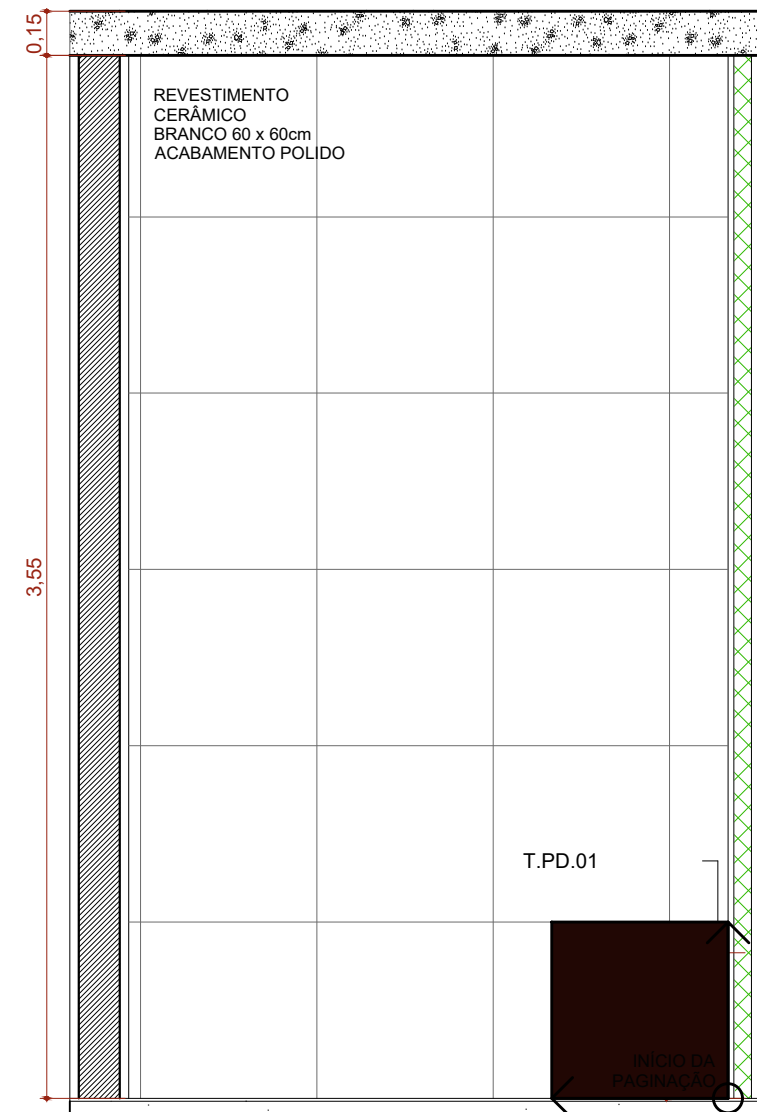 0,15
REVESTIMENTO
CERÂMICO
BRANCO 60 x 60cm
ACABAMENTO POLIDO
3,55
T.PD.01
INÍCIO DA
PAGINAÇÃO